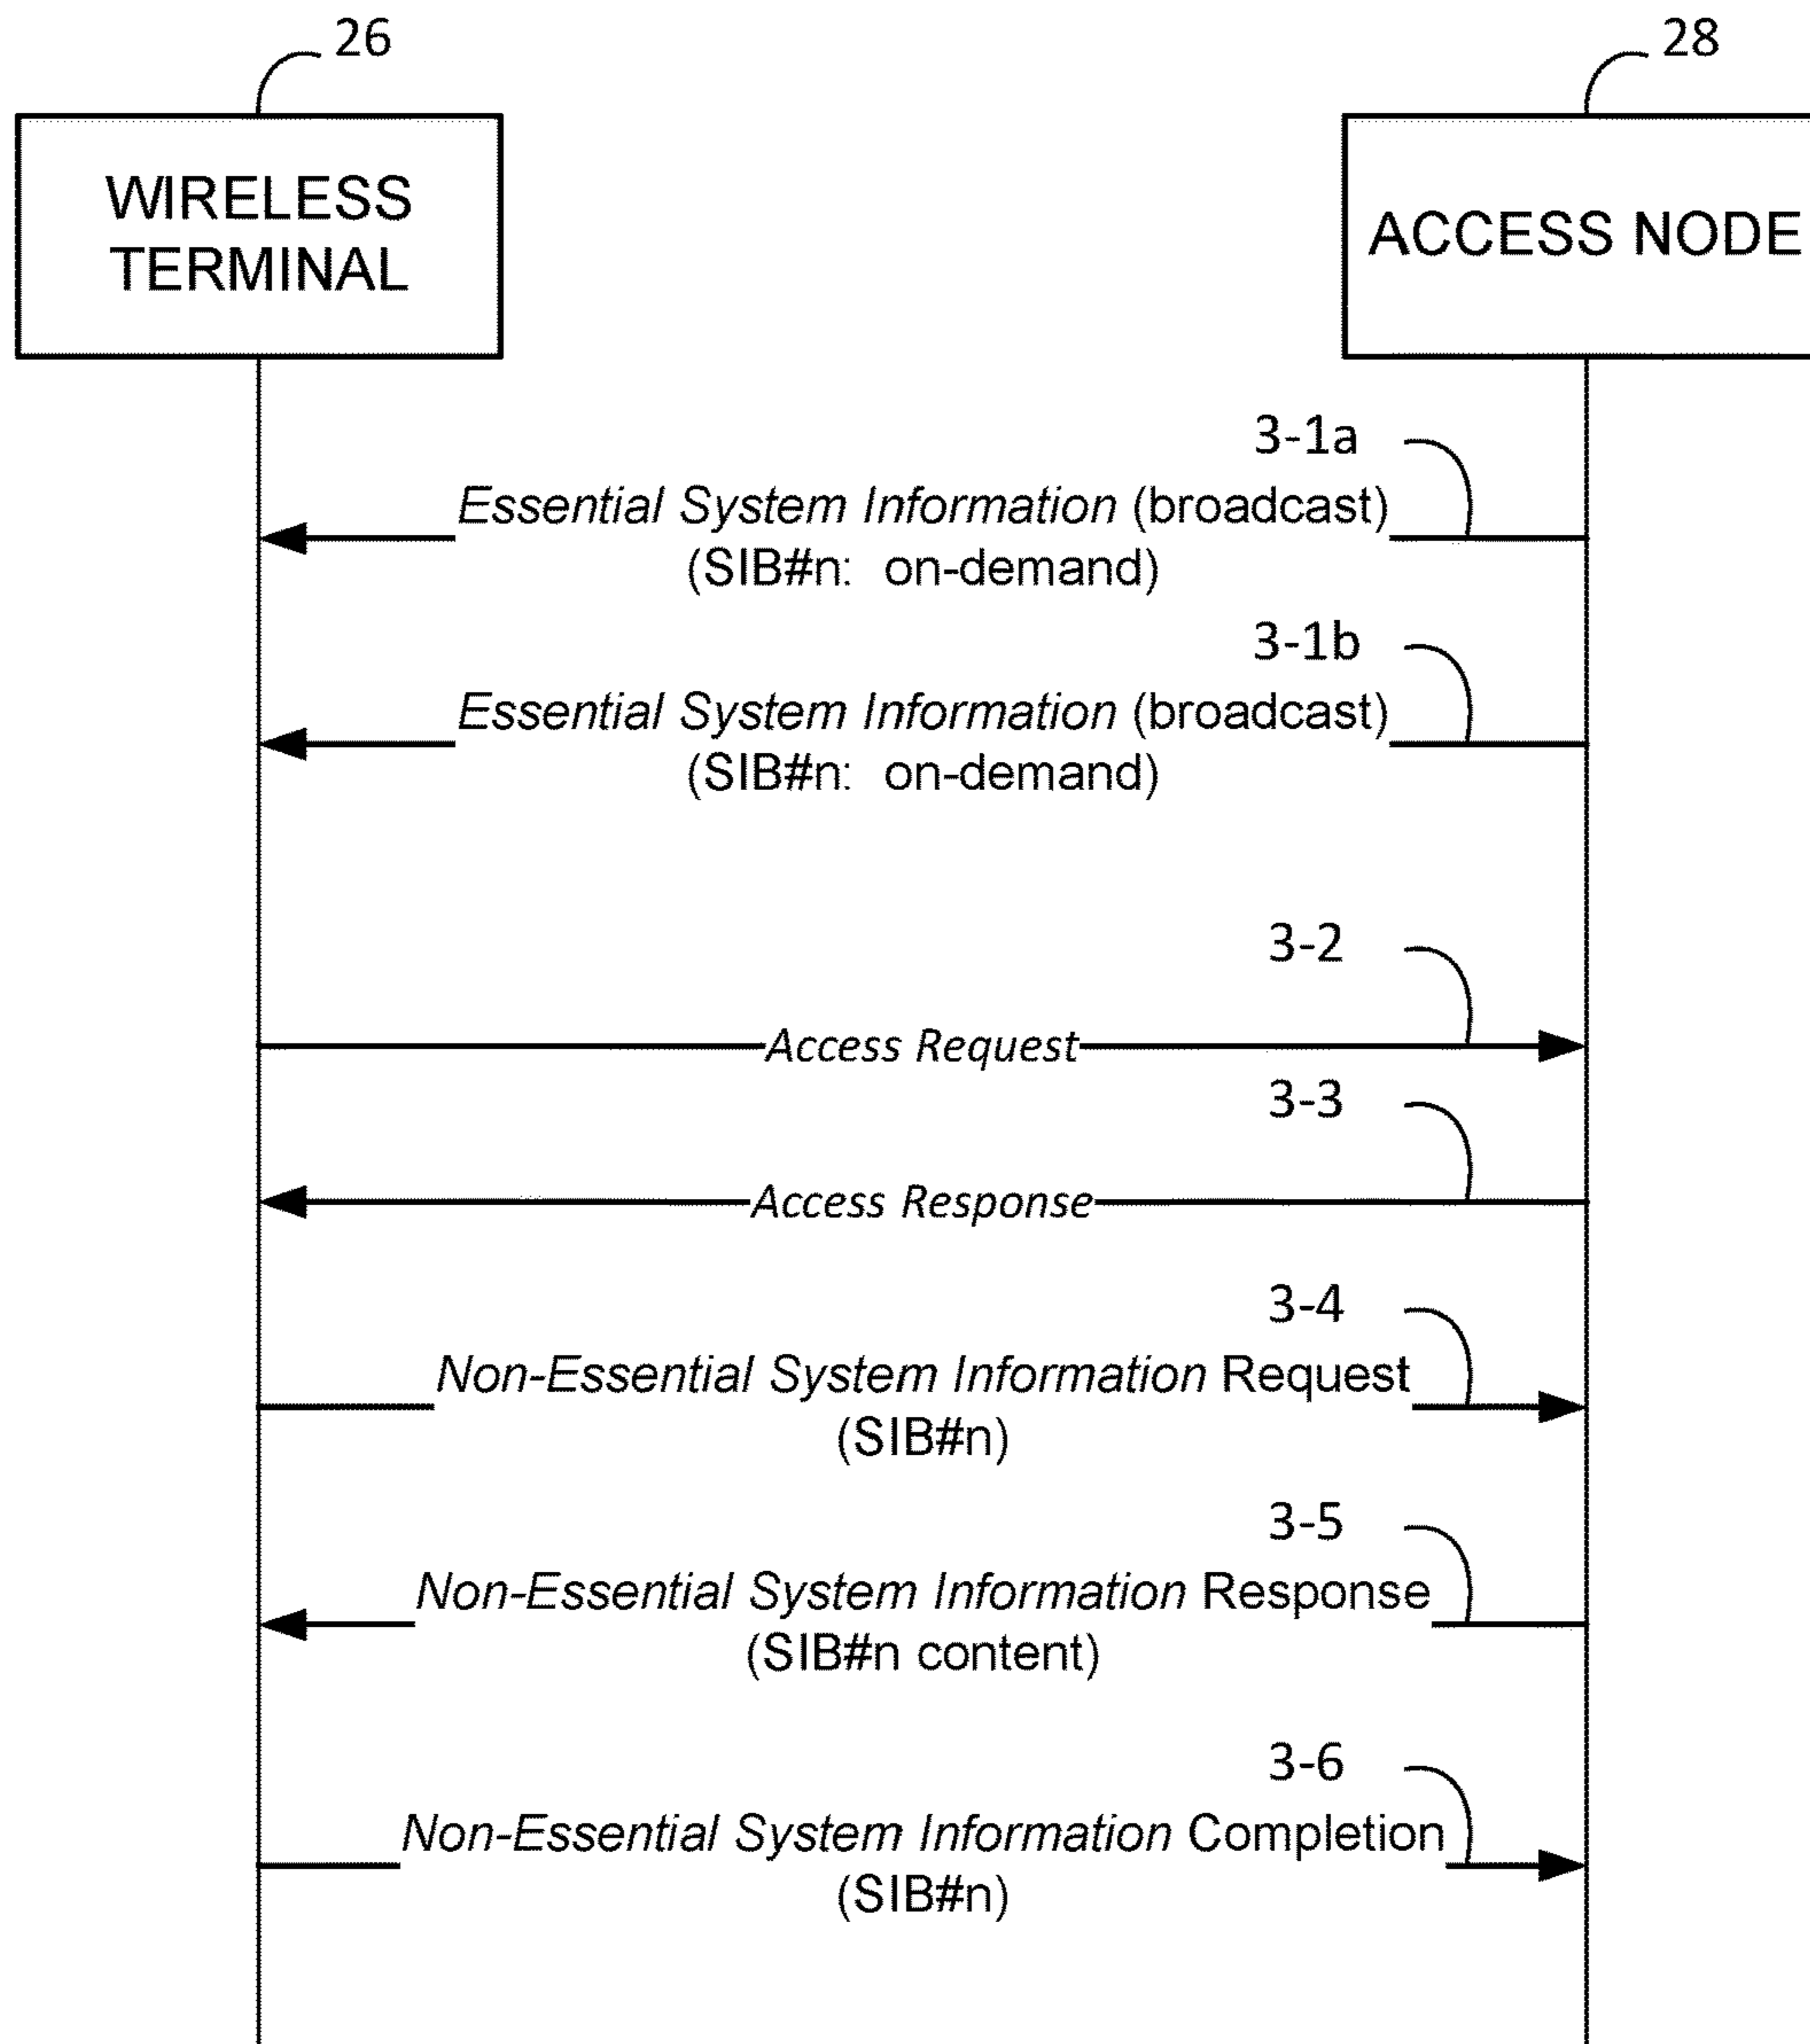 26
28
WIRELESS
TERMINAL
ACCESS NODE
3-1a
Essential System Information (broadcast)
(SIB#n: on-demand)
3-1b
Essential System Information (broadcast)
(SIB#n: on-demand)
3-2
Access Request
3-3
Access Response
3-4
Non-Essential System Information Request
(SIB#n)
3-5
Non-Essential System Information Response
(SIB#n content)
3-6
Non-Essential System Information Completion
(SIB#n)